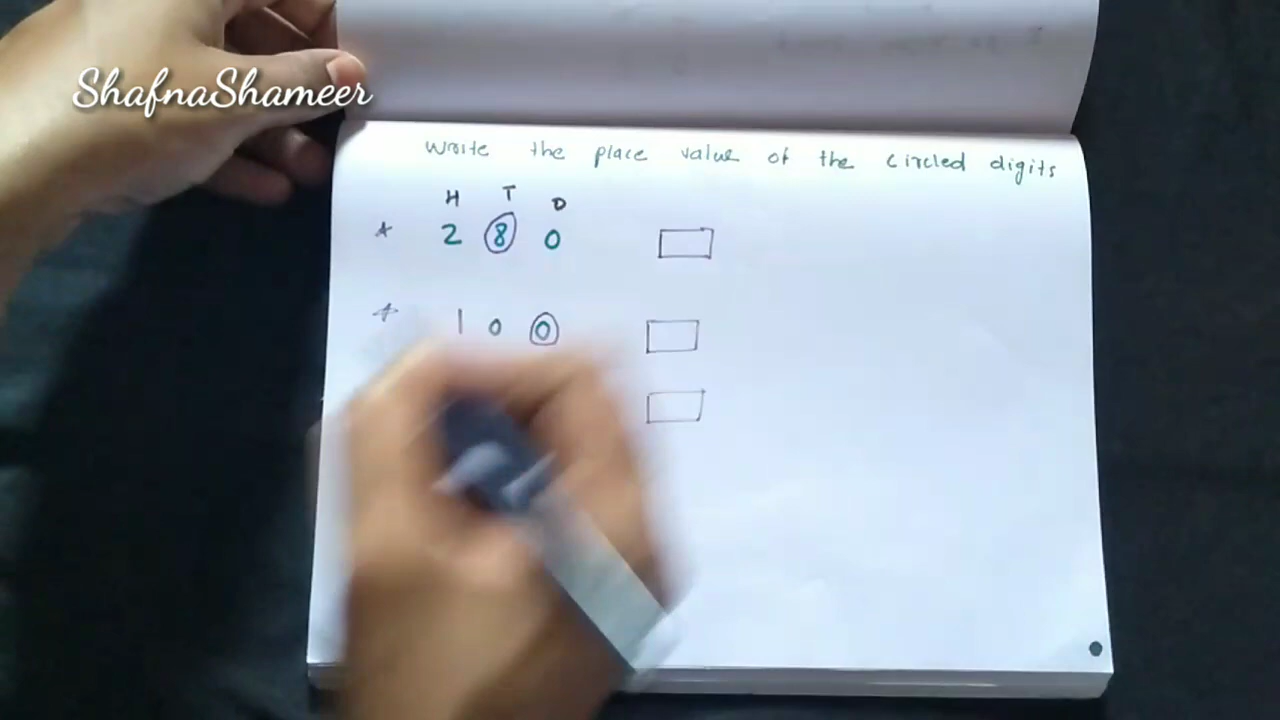 ShafnaShameer
Write the place value of the circled digits
H T O
2 8 0
1 0 0